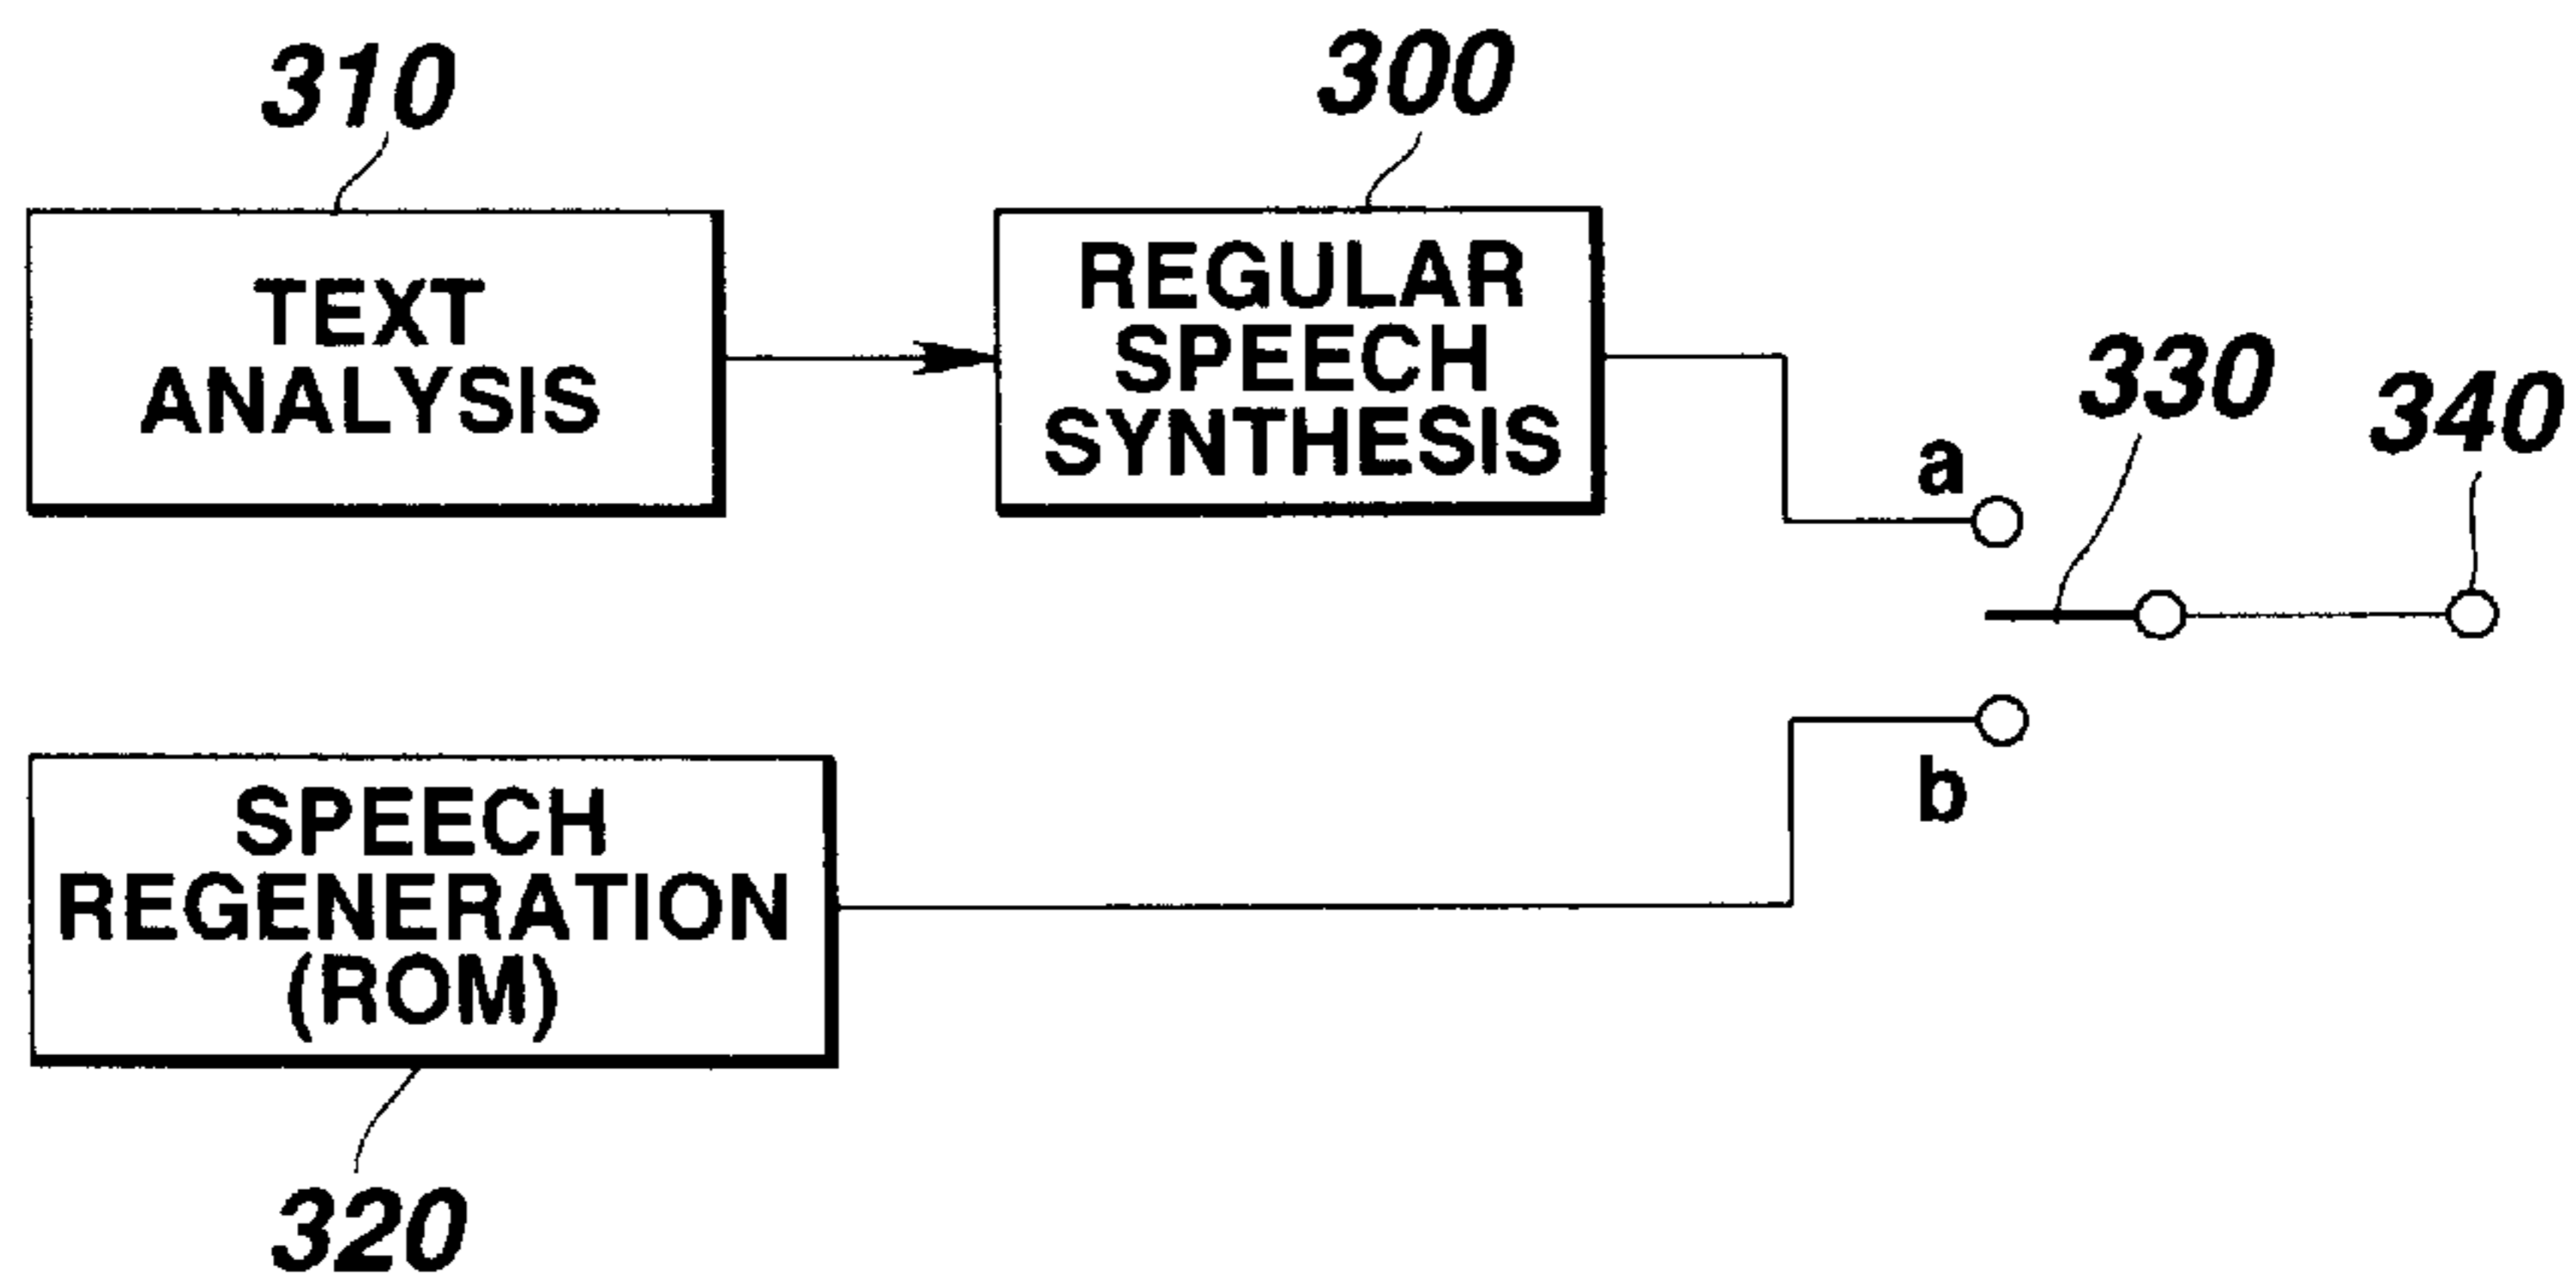 310
300
TEXT
ANALYSIS
REGULAR
SPEECH
SYNTHESIS
330
340
a
b
SPEECH
REGENERATION
(ROM)
320